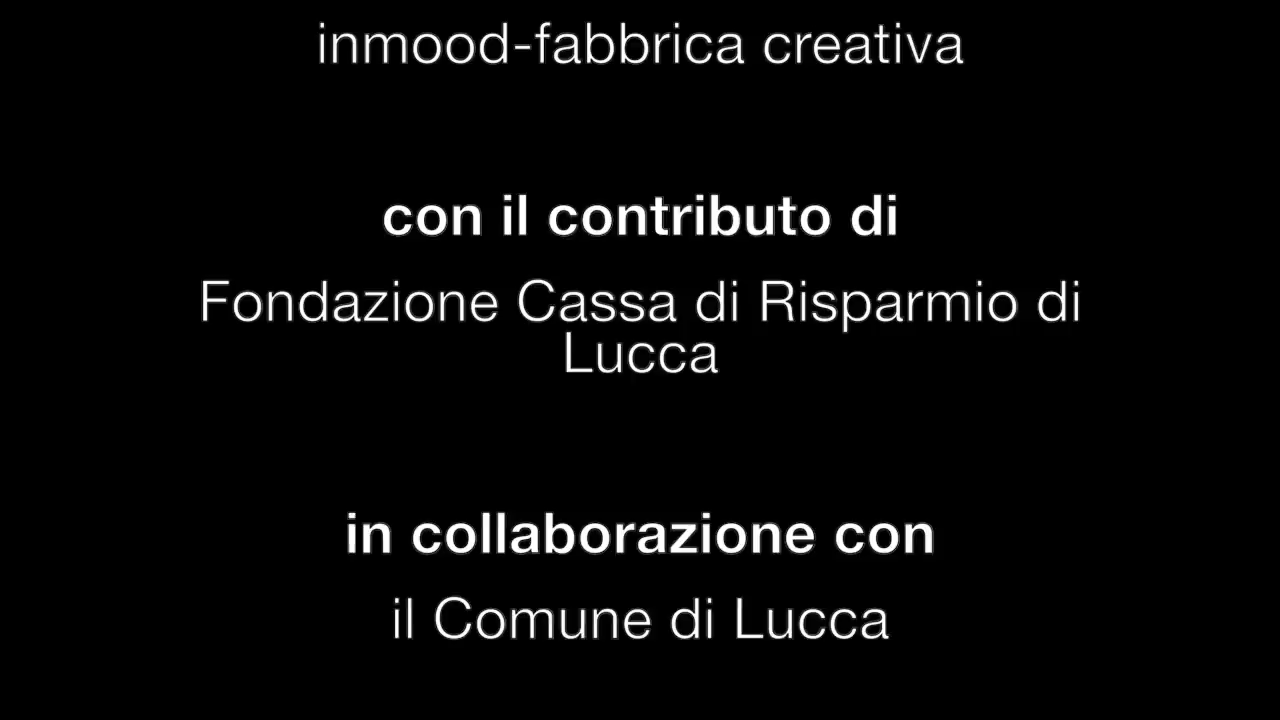 inmood-fabbrica creativa
con il contributo di
Fondazione Cassa di Risparmio di
Lucca
in collaborazione con
il Comune di Lucca